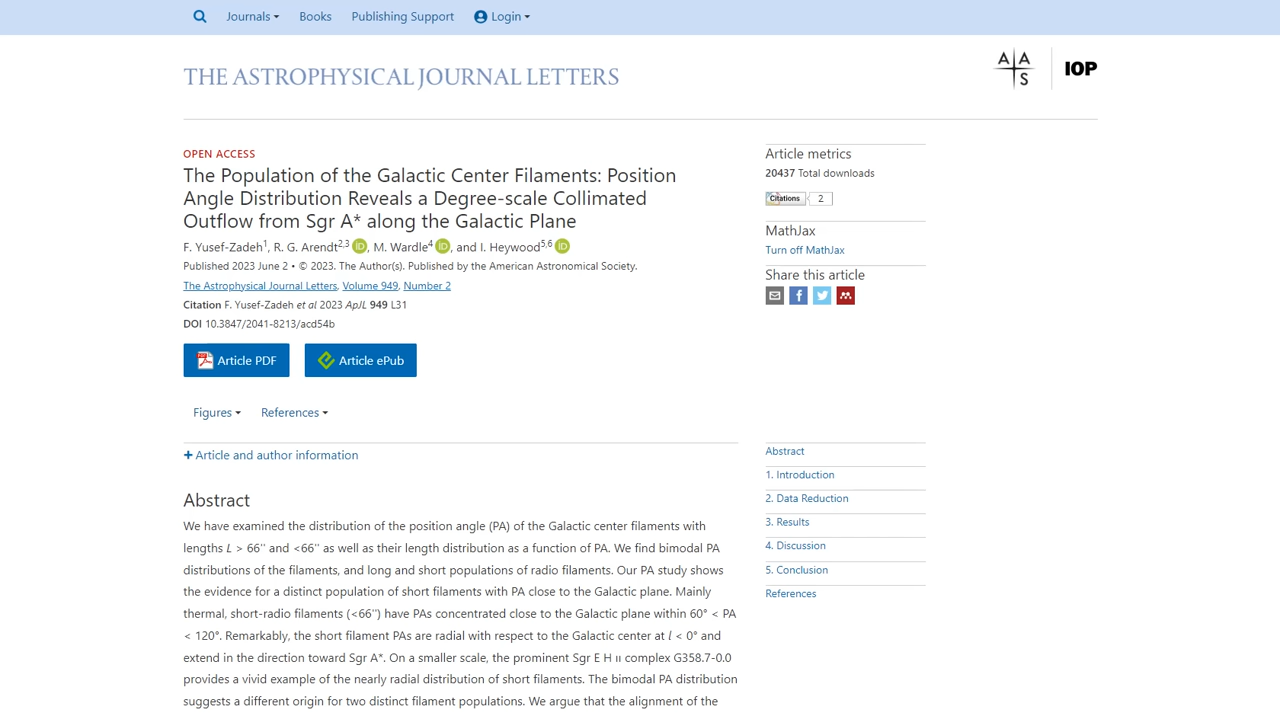 Journals
Books
Publishing Support
Login
THE ASTROPHYSICAL JOURNAL LETTERS
A A S
IOP
OPEN ACCESS
The Population of the Galactic Center Filaments: Position
Angle Distribution Reveals a Degree-scale Collimated
Outflow from Sgr A* along the Galactic Plane
F. Yusef-Zadeh1, R. G. Arendt2,3 iD, M. Wardle4 iD, and I. Heywood5,6 iD
Published 2023 June 2 • © 2023. The Author(s). Published by the American Astronomical Society.
The Astrophysical Journal Letters, Volume 949, Number 2
Citation F. Yusef-Zadeh et al 2023 ApJL 949 L31
DOI 10.3847/2041-8213/acd54b
Article PDF
Article ePub
Figures
References
+ Article and author information
Abstract
We have examined the distribution of the position angle (PA) of the Galactic center filaments with
lengths L > 66'' and <66'' as well as their length distribution as a function of PA. We find bimodal PA
distributions of the filaments, and long and short populations of radio filaments. Our PA study shows
the evidence for a distinct population of short filaments with PA close to the Galactic plane. Mainly
thermal, short-radio filaments (<66'') have PAs concentrated close to the Galactic plane within 60° < PA
< 120°. Remarkably, the short filament PAs are radial with respect to the Galactic center at l < 0° and
extend in the direction toward Sgr A*. On a smaller scale, the prominent Sgr E H II complex G358.7-0.0
provides a vivid example of the nearly radial distribution of short filaments. The bimodal PA distribution
suggests a different origin for two distinct filament populations. We argue that the alignment of the
Article metrics
20437 Total downloads
Citations 2
MathJax
Turn off MathJax
Share this article
Abstract
1. Introduction
2. Data Reduction
3. Results
4. Discussion
5. Conclusion
References